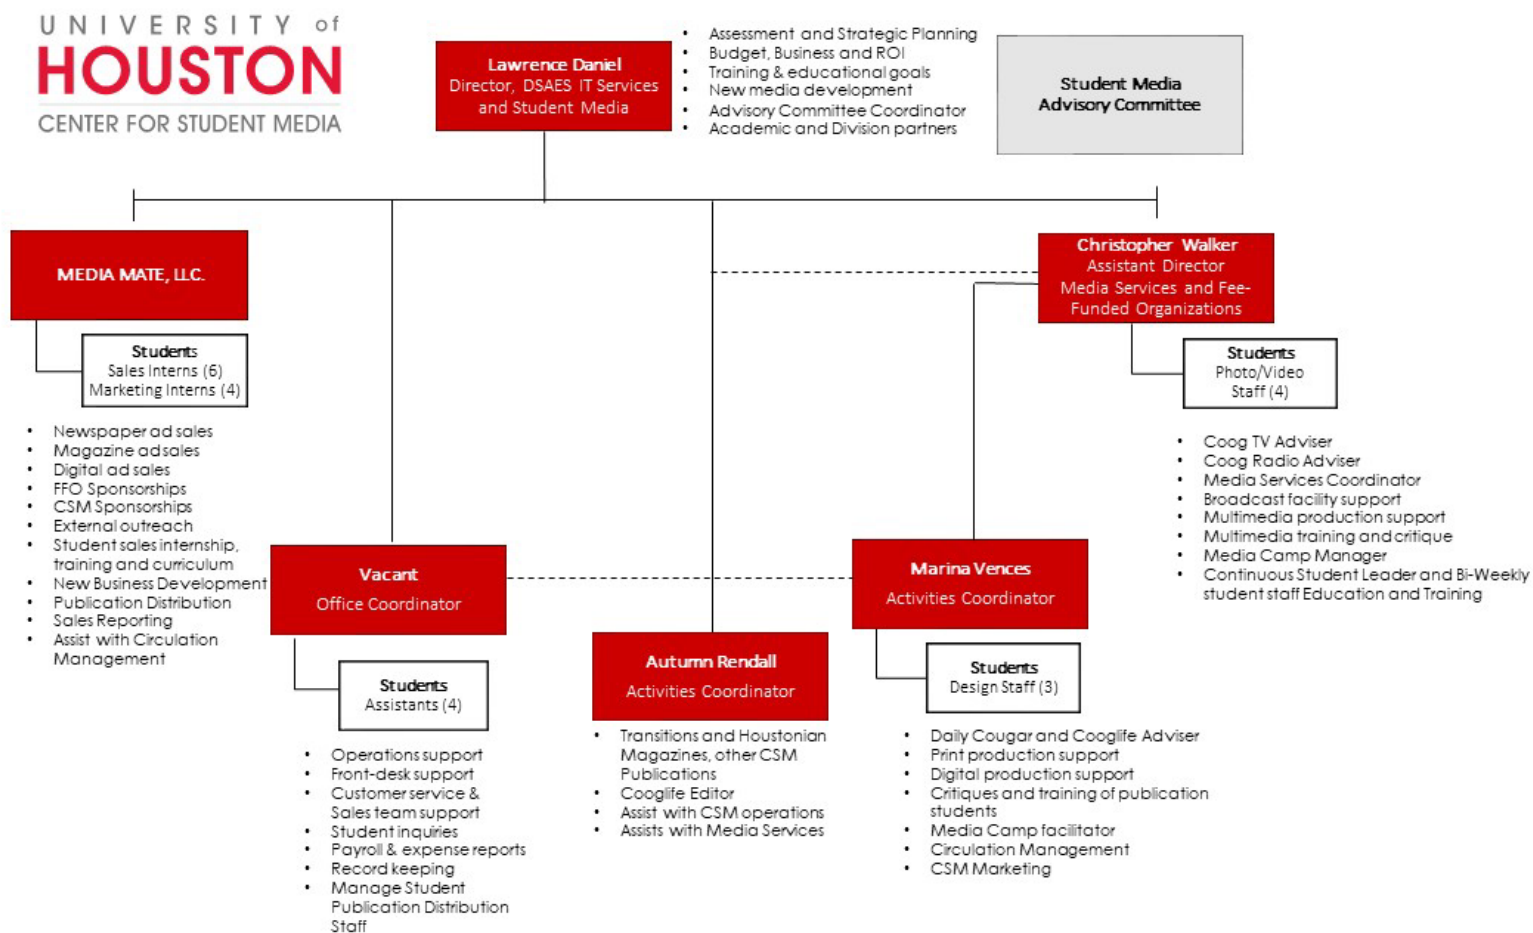 UNIVERSITY of
HOUSTON
CENTER FOR STUDENT MEDIA
Lawrence Daniel
Director, DSAES IT Services
and Student Media
• Assessment and Strategic Planning
• Budget, Business and ROI
• Training & educational goals
• New media development
• Advisory Committee Coordinator
• Academic and Division partners
Student Media
Advisory Committee
MEDIA MATE, LLC.
Students
Sales Interns (6)
Marketing Interns (4)
• Newspaper ad sales
• Magazine ad sales
• Digital ad sales
• FFO Sponsorships
• CSM Sponsorships
• External outreach
• Student sales internship,
training and curriculum
• New Business Development
• Publication Distribution
• Sales Reporting
• Assist with Circulation
Management
Christopher Walker
Assistant Director
Media Services and Fee-
Funded Organizations
Students
Photo/Video
Staff (4)
• Coog TV Adviser
• Coog Radio Adviser
• Media Services Coordinator
• Broadcast facility support
• Multimedia production support
• Multimedia training and critique
• Media Camp Manager
• Continuous Student Leader and Bi-Weekly
student staff Education and Training
Vacant
Office Coordinator
Students
Assistants (4)
• Operations support
• Front-desk support
• Customer service &
Sales team support
• Student inquiries
• Payroll & expense reports
• Record keeping
• Manage Student
Publication Distribution
Staff
Autumn Rendall
Activities Coordinator
• Transitions and Houstonian
Magazines, other CSM
Publications
• Cooglife Editor
• Assist with CSM operations
• Assists with Media Services
Marina Vences
Activities Coordinator
Students
Design Staff (3)
• Daily Cougar and Cooglife Adviser
• Print production support
• Digital production support
• Critiques and training of publication
students
• Media Camp facilitator
• Circulation Management
• CSM Marketing